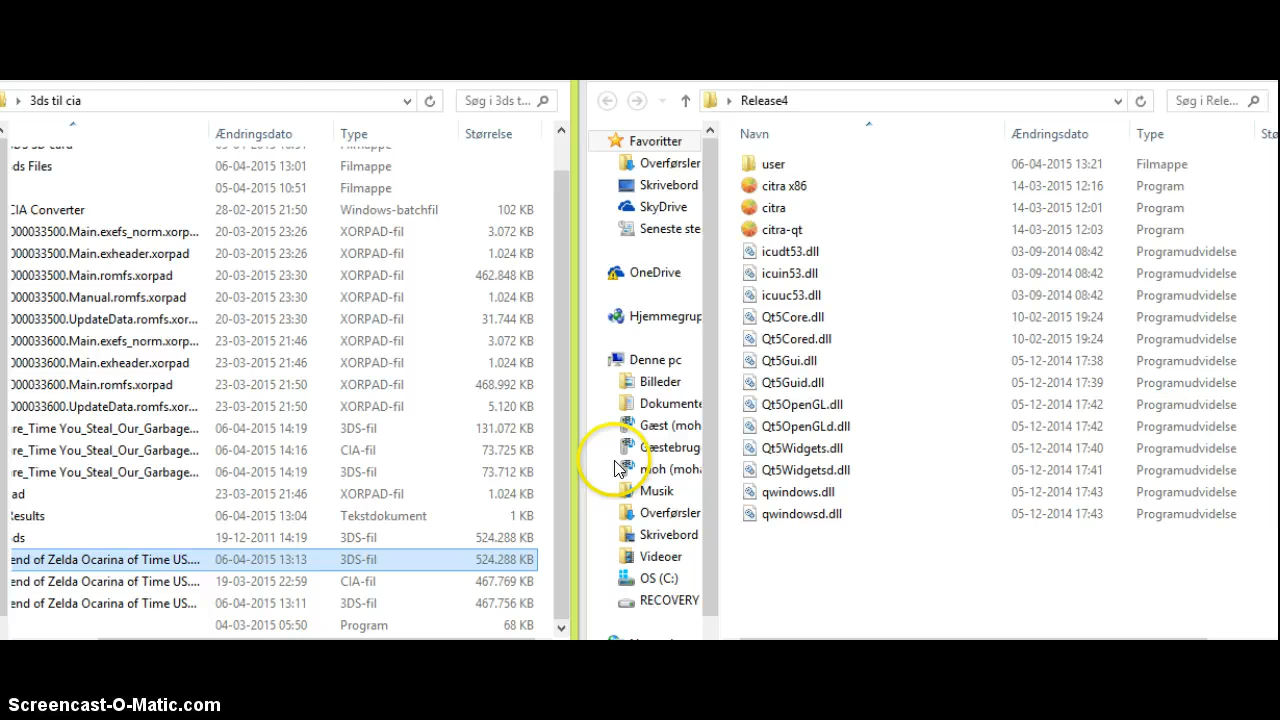 3ds til cia
Søg i 3ds t...
Ændringsdato Type Størrelse
ds Files 06-04-2015 13:01 Filmappe
05-04-2015 10:51 Filmappe
CIA Converter 28-02-2015 21:50 Windows-batchfil 102 KB
000033500.Main.exefs_norm.xorp... 20-03-2015 23:26 XORPAD-fil 3.072 KB
000033500.Main.exheader.xorpad 20-03-2015 23:26 XORPAD-fil 1.024 KB
000033500.Main.romfs.xorpad 20-03-2015 23:30 XORPAD-fil 462.848 KB
000033500.Manual.romfs.xorpad 20-03-2015 23:30 XORPAD-fil 1.024 KB
000033500.UpdateData.romfs.xor... 20-03-2015 23:30 XORPAD-fil 31.744 KB
000033600.Main.exefs_norm.xorp... 23-03-2015 21:46 XORPAD-fil 3.072 KB
000033600.Main.exheader.xorpad 23-03-2015 21:46 XORPAD-fil 1.024 KB
000033600.Main.romfs.xorpad 23-03-2015 21:50 XORPAD-fil 468.992 KB
000033600.UpdateData.romfs.xor... 23-03-2015 21:50 XORPAD-fil 5.120 KB
re_Time You_Steal_Our_Garbage... 06-04-2015 14:19 3DS-fil 131.072 KB
re_Time You_Steal_Our_Garbage... 06-04-2015 14:19 CIA-fil 73.725 KB
re_Time You_Steal_Our_Garbage... 06-04-2015 14:19 3DS-fil 73.712 KB
ad 23-03-2015 21:46 XORPAD-fil 1.024 KB
Results 06-04-2015 13:04 Tekstdokument 1 KB
ds 19-12-2011 14:19 3DS-fil 524.288 KB
end of Zelda Ocarina of Time US.... 06-04-2015 13:13 3DS-fil 524.288 KB
end of Zelda Ocarina of Time US.... 19-03-2015 22:59 CIA-fil 467.769 KB
end of Zelda Ocarina of Time US... 06-04-2015 13:11 3DS-fil 467.756 KB
04-03-2015 05:50 Program 68 KB
Release4
Søg i Rele...
Favoritter
Overførsler
Skrivebord
SkyDrive
Seneste ste
OneDrive
Hjemmegrup
Denne pc
Billeder
Dokumente
Gæst (moh
Gæstebrug
moh (moha
Musik
Overførsler
Skrivebord
Videoer
OS (C:)
RECOVERY
Navn Ændringsdato Type Stø
user 06-04-2015 13:21 Filmappe
citra x86 14-03-2015 12:16 Program
citra 14-03-2015 12:01 Program
citra-qt 14-03-2015 12:03 Program
icudt53.dll 03-09-2014 08:42 Programudvidelse
icuin53.dll 03-09-2014 08:42 Programudvidelse
icuuc53.dll 03-09-2014 08:42 Programudvidelse
Qt5Core.dll 10-02-2015 19:24 Programudvidelse
Qt5Cored.dll 10-02-2015 19:24 Programudvidelse
Qt5Gui.dll 05-12-2014 17:38 Programudvidelse
Qt5Guid.dll 05-12-2014 17:39 Programudvidelse
Qt5OpenGL.dll 05-12-2014 17:42 Programudvidelse
Qt5OpenGLd.dll 05-12-2014 17:42 Programudvidelse
Qt5Widgets.dll 05-12-2014 17:40 Programudvidelse
Qt5Widgetsd.dll 05-12-2014 17:41 Programudvidelse
qwindows.dll 05-12-2014 17:43 Programudvidelse
qwindowsd.dll 05-12-2014 17:43 Programudvidelse
Screencast-O-Matic.com